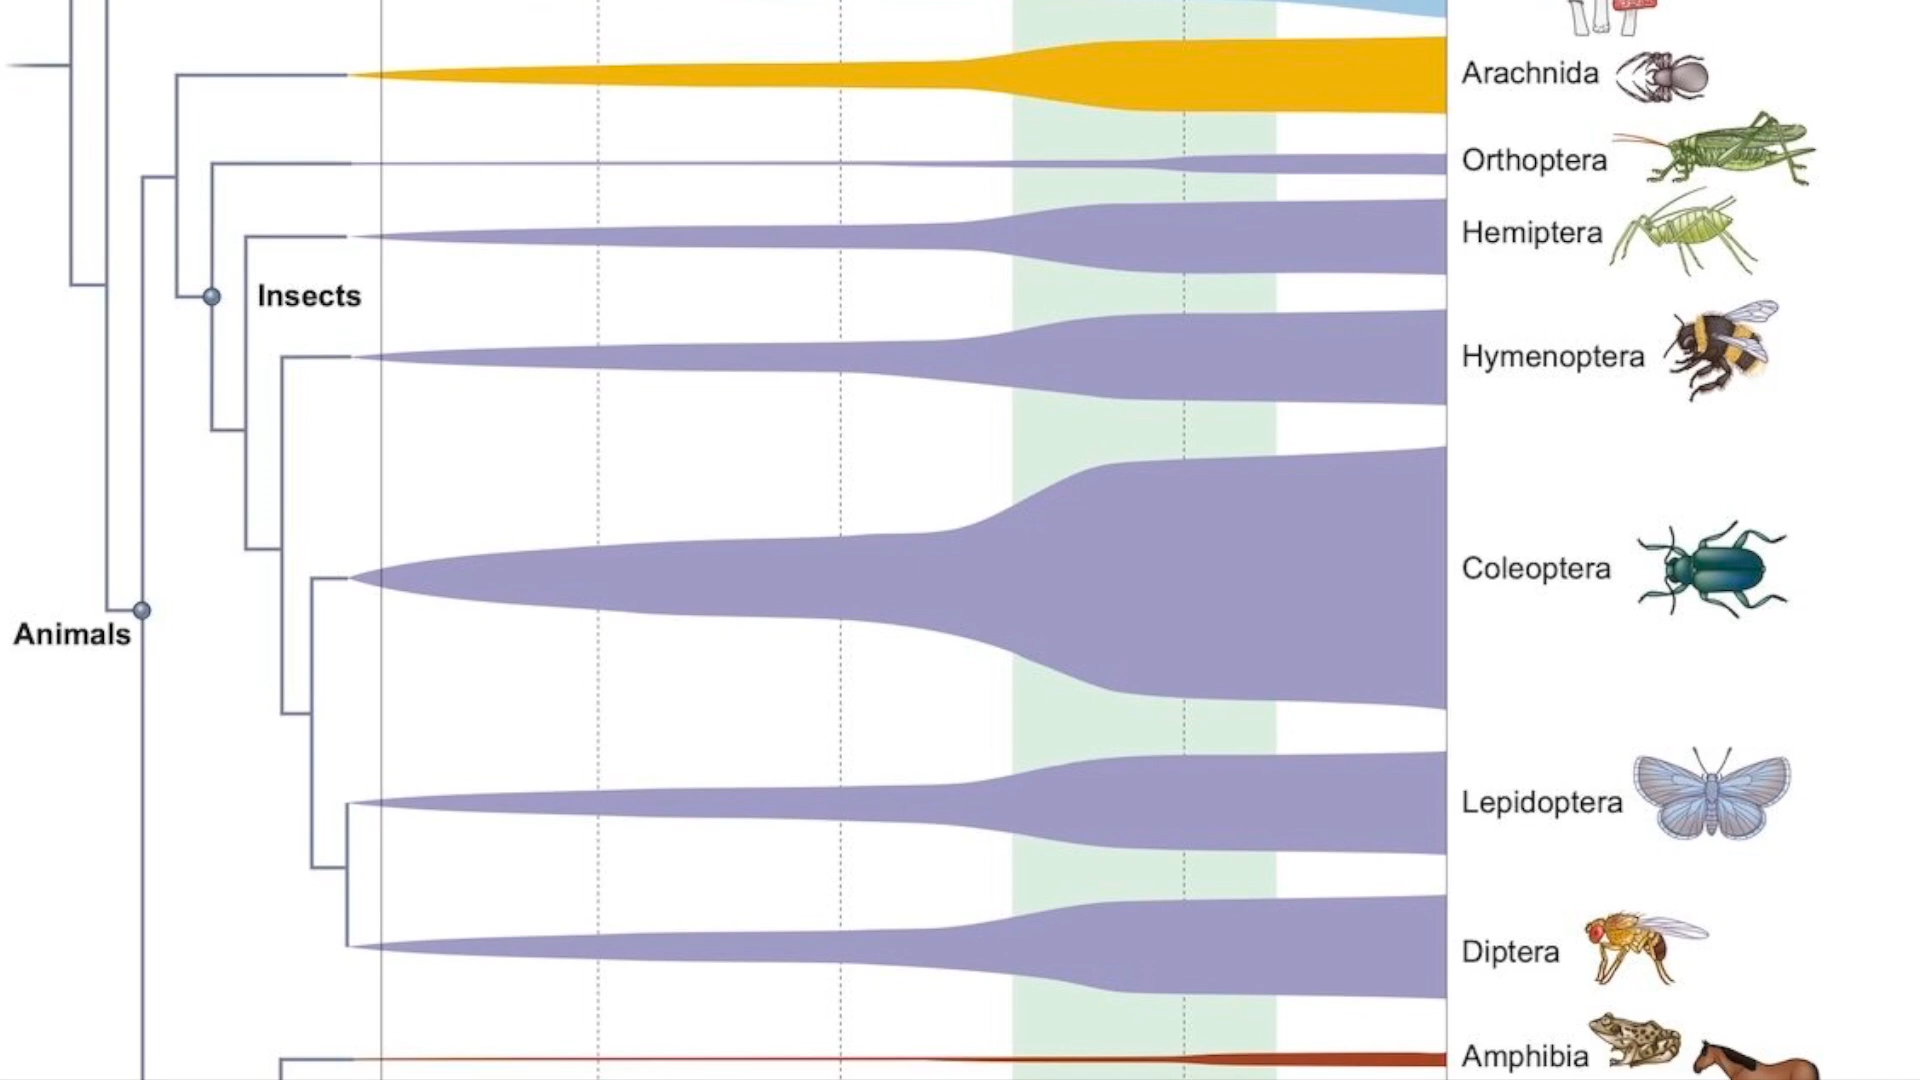 Arachnida
Orthoptera
Hemiptera
Insects
Hymenoptera
Coleoptera
Animals
Lepidoptera
Diptera
Amphibia